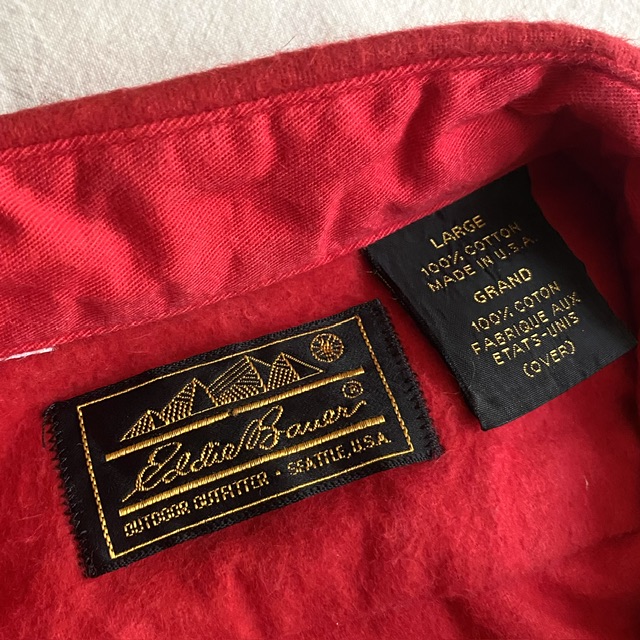 Eddie Bauer ®
OUTDOOR OUTFITTER • SEATTLE, U.S.A.
LARGE
100% COTTON
MADE IN U.S.A.
GRAND
100% COTON
FABRIQUE AUX
ETATS-UNIS
(OVER)